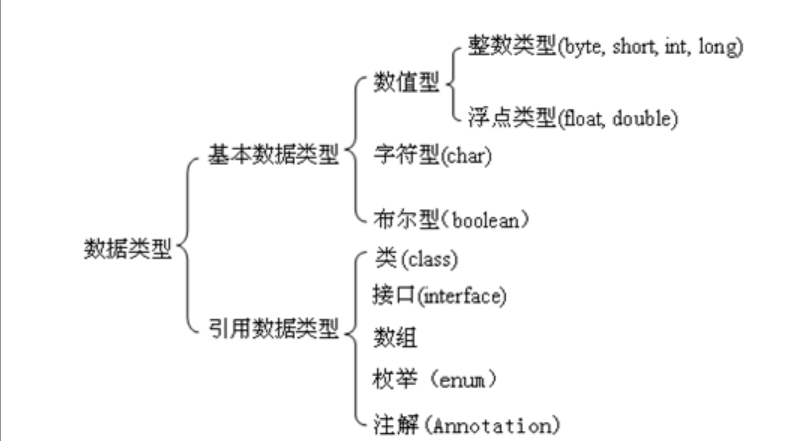 整数类型(byte, short, int, long)
数值型
浮点类型(float, double)
基本数据类型
字符型(char)
布尔型(boolean）
数据类型
类(class)
接口(interface)
引用数据类型
数组
枚举（enum）
注解(Annotation)